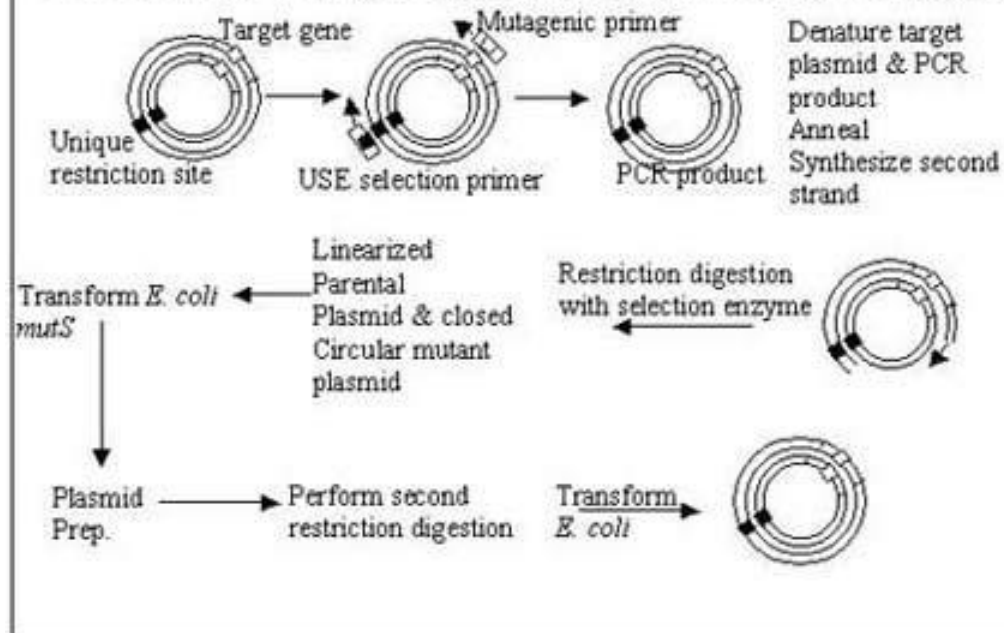 Target gene
Mutagenic primer
Unique
restriction site
USE selection primer
PCR product
Denature target
plasmid & PCR
product
Anneal
Synthesize second
strand
Restriction digestion
with selection enzyme
Linearized
Parental
Plasmid & closed
Circular mutant
plasmid
Transform E. coli
mutS
Plasmid
Prep.
Perform second
restriction digestion
Transform
E. coli